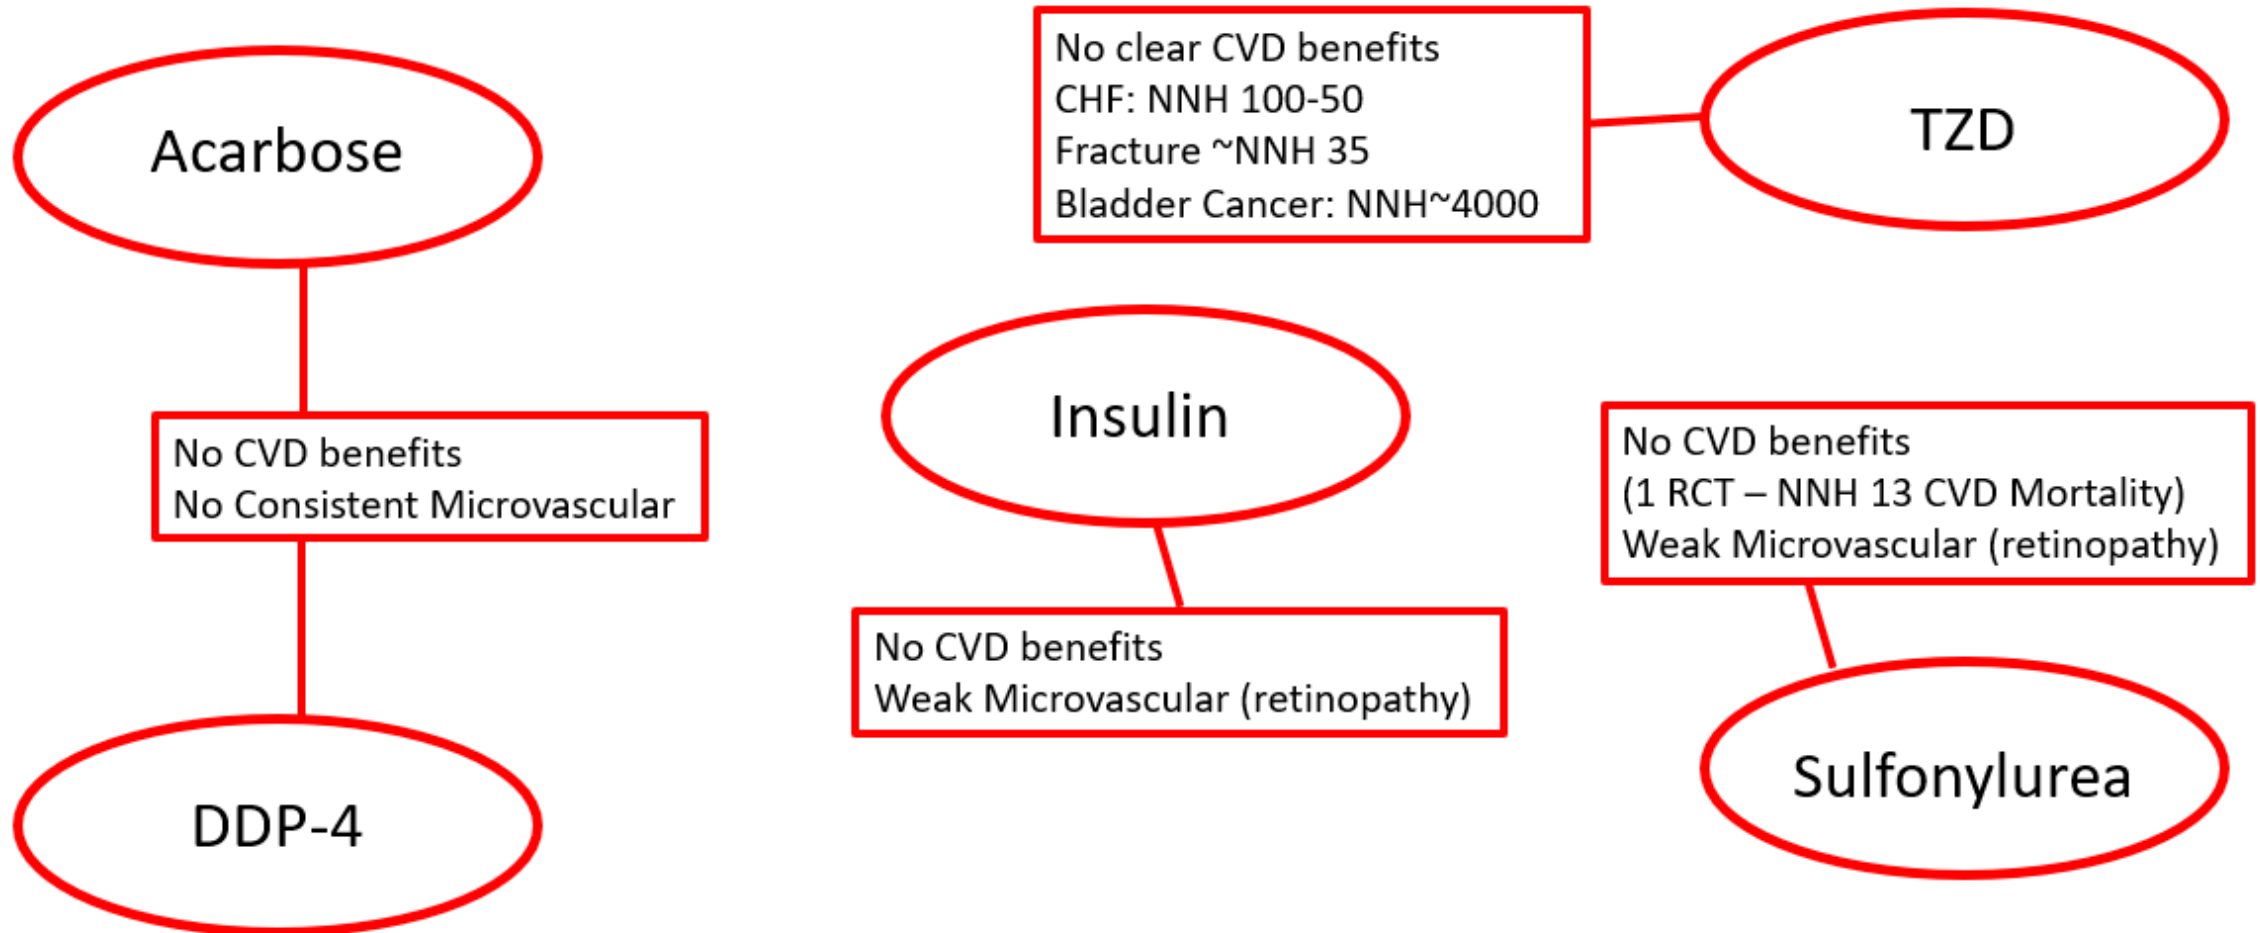 Acarbose
No CVD benefits
No Consistent Microvascular
DDP-4
No clear CVD benefits
CHF: NNH 100-50
Fracture ~NNH 35
Bladder Cancer: NNH~4000
TZD
Insulin
No CVD benefits
Weak Microvascular (retinopathy)
No CVD benefits
(1 RCT – NNH 13 CVD Mortality)
Weak Microvascular (retinopathy)
Sulfonylurea